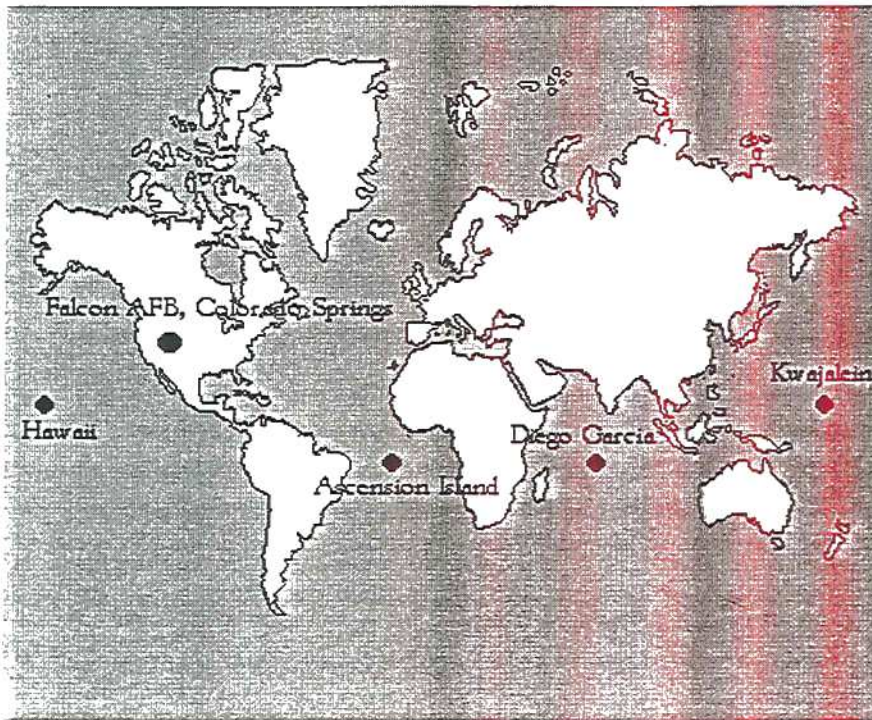 Falcon AFB, Colorado Springs
Kwajalein
Hawaii
Diego Garcia
Ascension Island